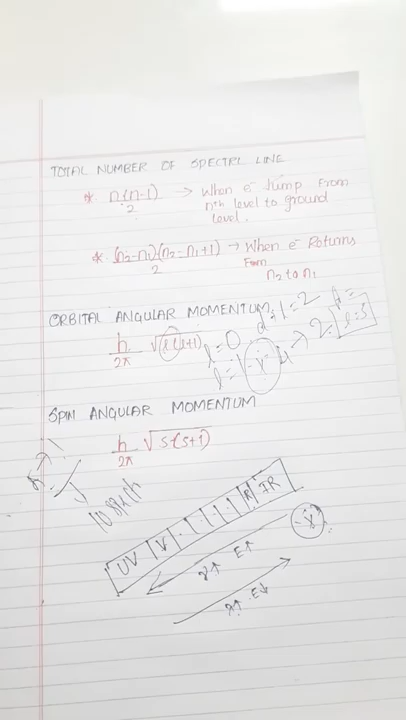 TOTAL NUMBER OF SPECTRL LINE
* n(n-1)/2 → When e⁻ Jump From
nth level to ground
level.
* (n₂-n₁)(n₂-n₁+1)/2 → When e⁻ Returns
From
n₂ to n₁
ORBITAL ANGULAR MOMENTUM
h/2π √l(l+1)
l=0
d, l=2
l=1
SPIN ANGULAR MOMENTUM
h/2π √s(s+1)
UV V R IR
ν↑ E↑
λ↑ E↓